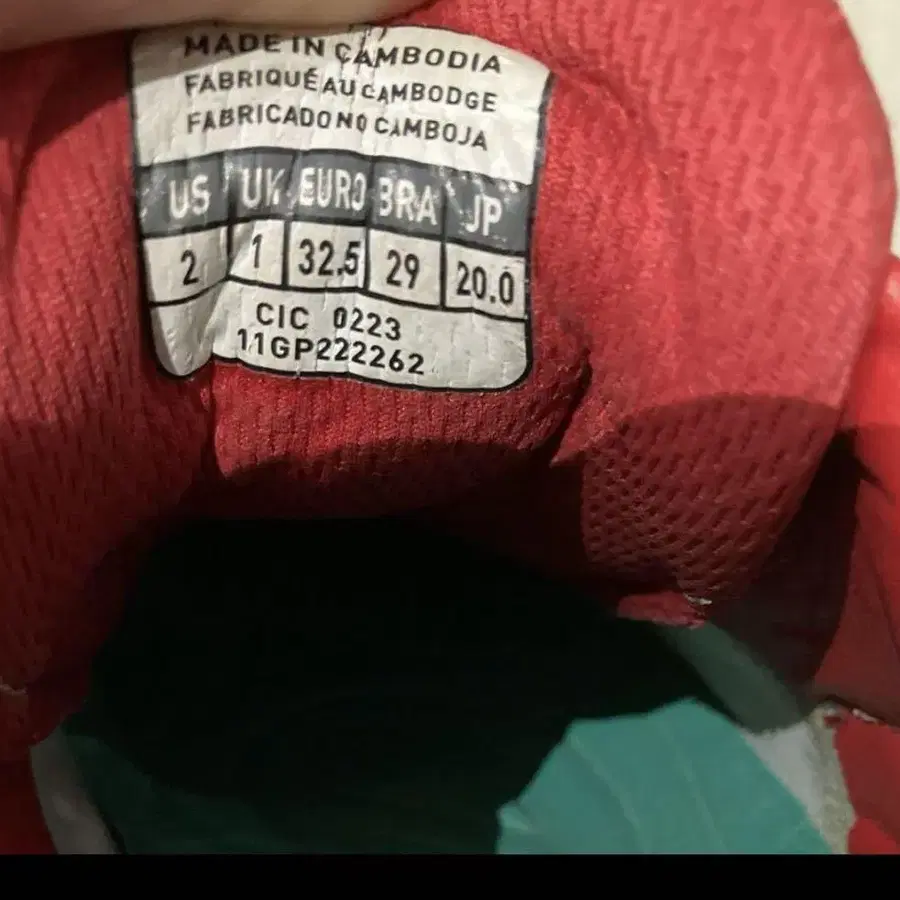 MADE IN CAMBODIA
FABRIQUÉ AU CAMBODGE
FABRICADO NO CAMBOJA
US UK EURO BRA JP
2 1 32.5 29 20.0
CIC 0223
11GP222262